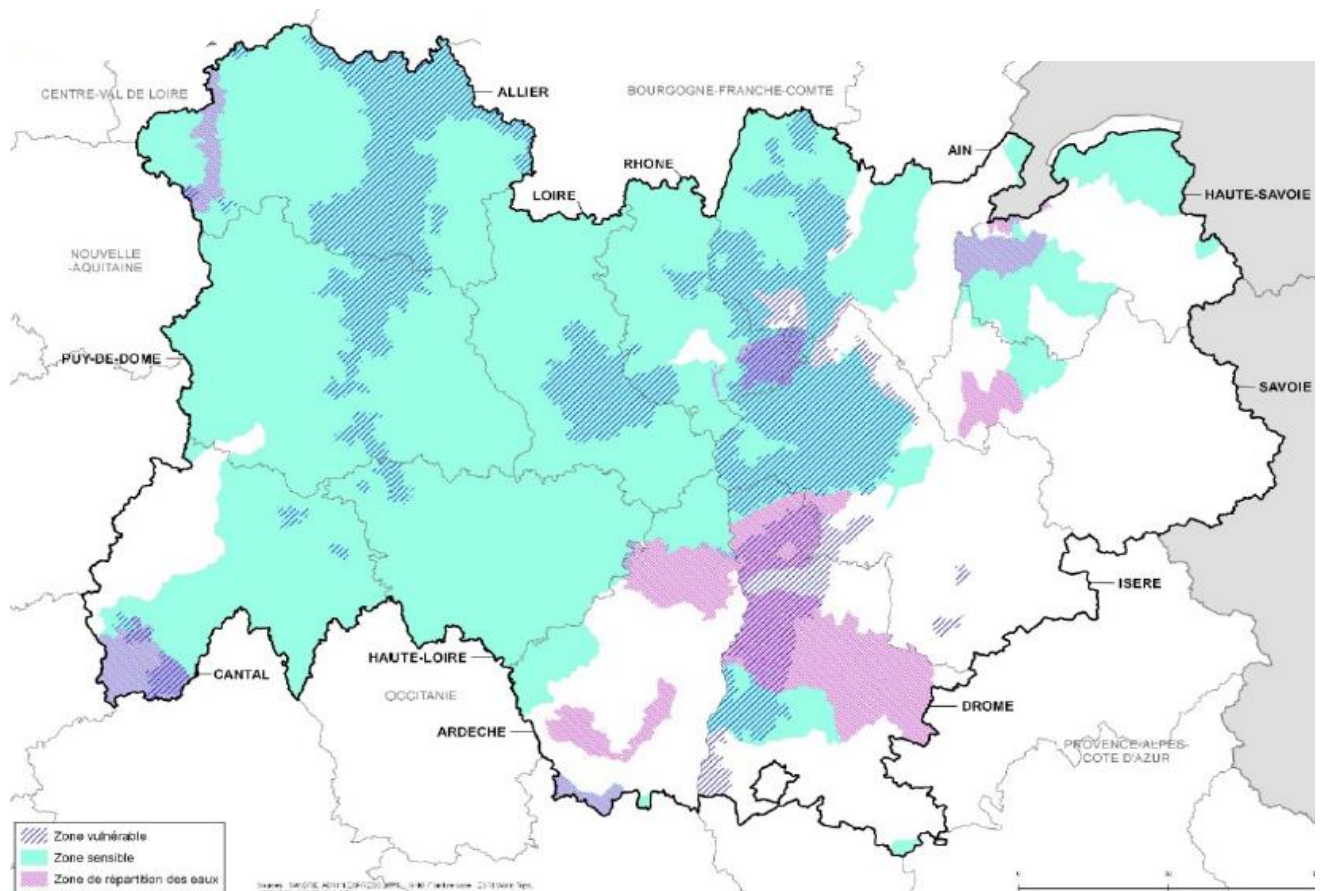 CENTRE-VAL DE LOIRE
ALLIER
BOURGOGNE-FRANCHE-COMTE
AIN
RHONE
LOIRE
HAUTE-SAVOIE
NOUVELLE
-AQUITAINE
PUY-DE-DOME
SAVOIE
ISERE
HAUTE-LOIRE
CANTAL
OCCITANIE
DROME
ARDECHE
PROVENCE-ALPES-
COTE D'AZUR
Zone vulnérable
Zone sensible
Zone de répartition des eaux
Sources